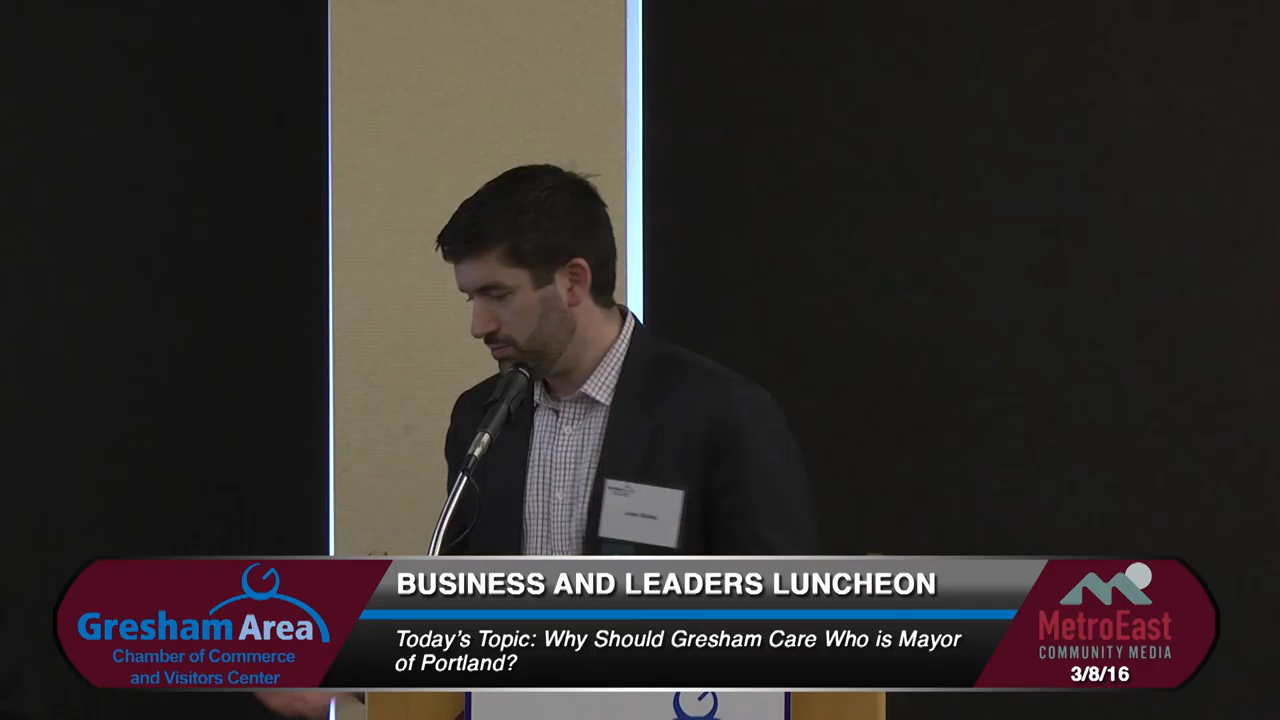 BUSINESS AND LEADERS LUNCHEON
Today's Topic: Why Should Gresham Care Who is Mayor
of Portland?
Gresham Area
Chamber of Commerce
and Visitors Center
MetroEast
COMMUNITY MEDIA
3/8/16